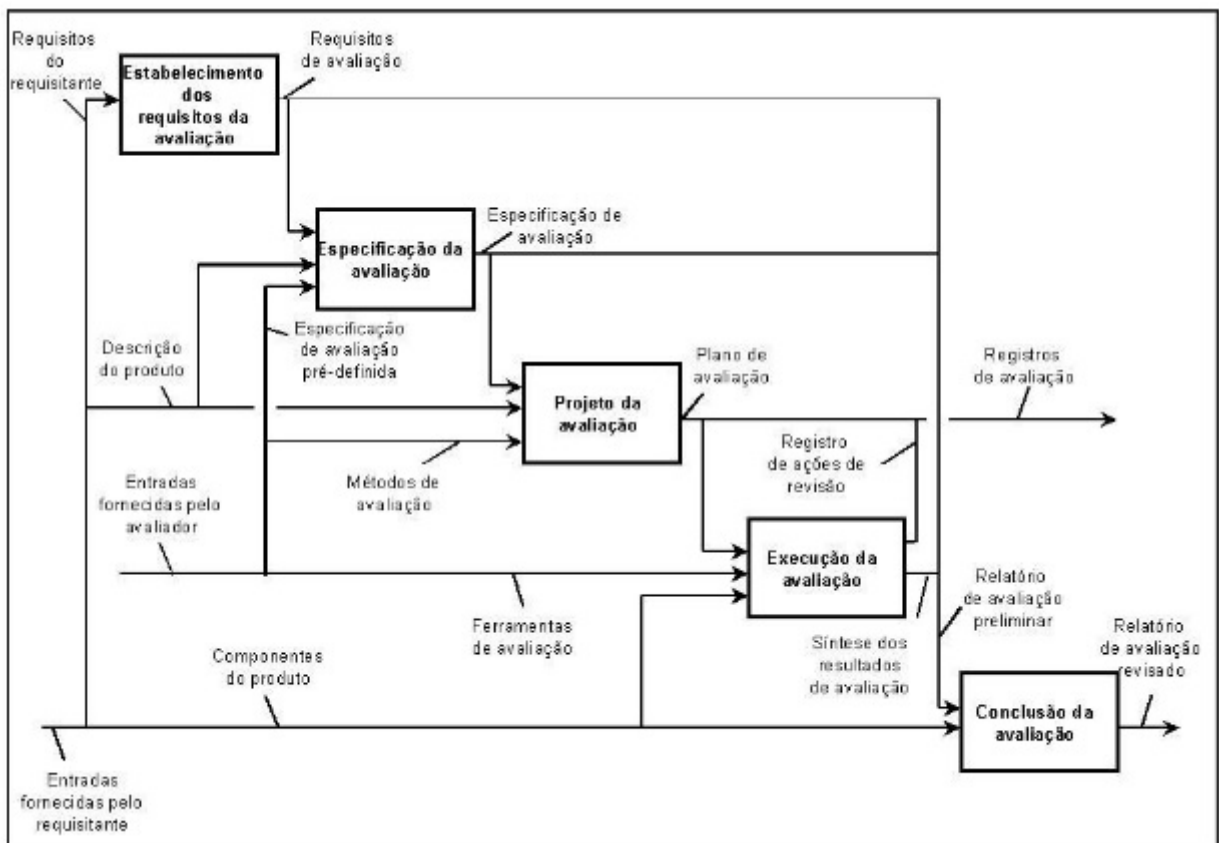 Requisitos
do
requisitante
Estabelecimento
dos
requisitos da
avaliação
Requisitos
de avaliação
Especificação da
avaliação
Especificação de
avaliação
Especificação
de avaliação
pré-definida
Descrição
do produto
Projeto da
avaliação
Plano de
avaliação
Registros
de avaliação
Registro
de ações de
revisão
Métodos de
avaliação
Entradas
fornecidas pelo
avaliador
Execução da
avaliação
Ferramentas
de avaliação
Síntese dos
resultados
de avaliação
Relatório
de avaliação
preliminar
Relatório
de avaliação
revisado
Componentes
do produto
Conclusão da
avaliação
Entradas
fornecidas pelo
requisitante